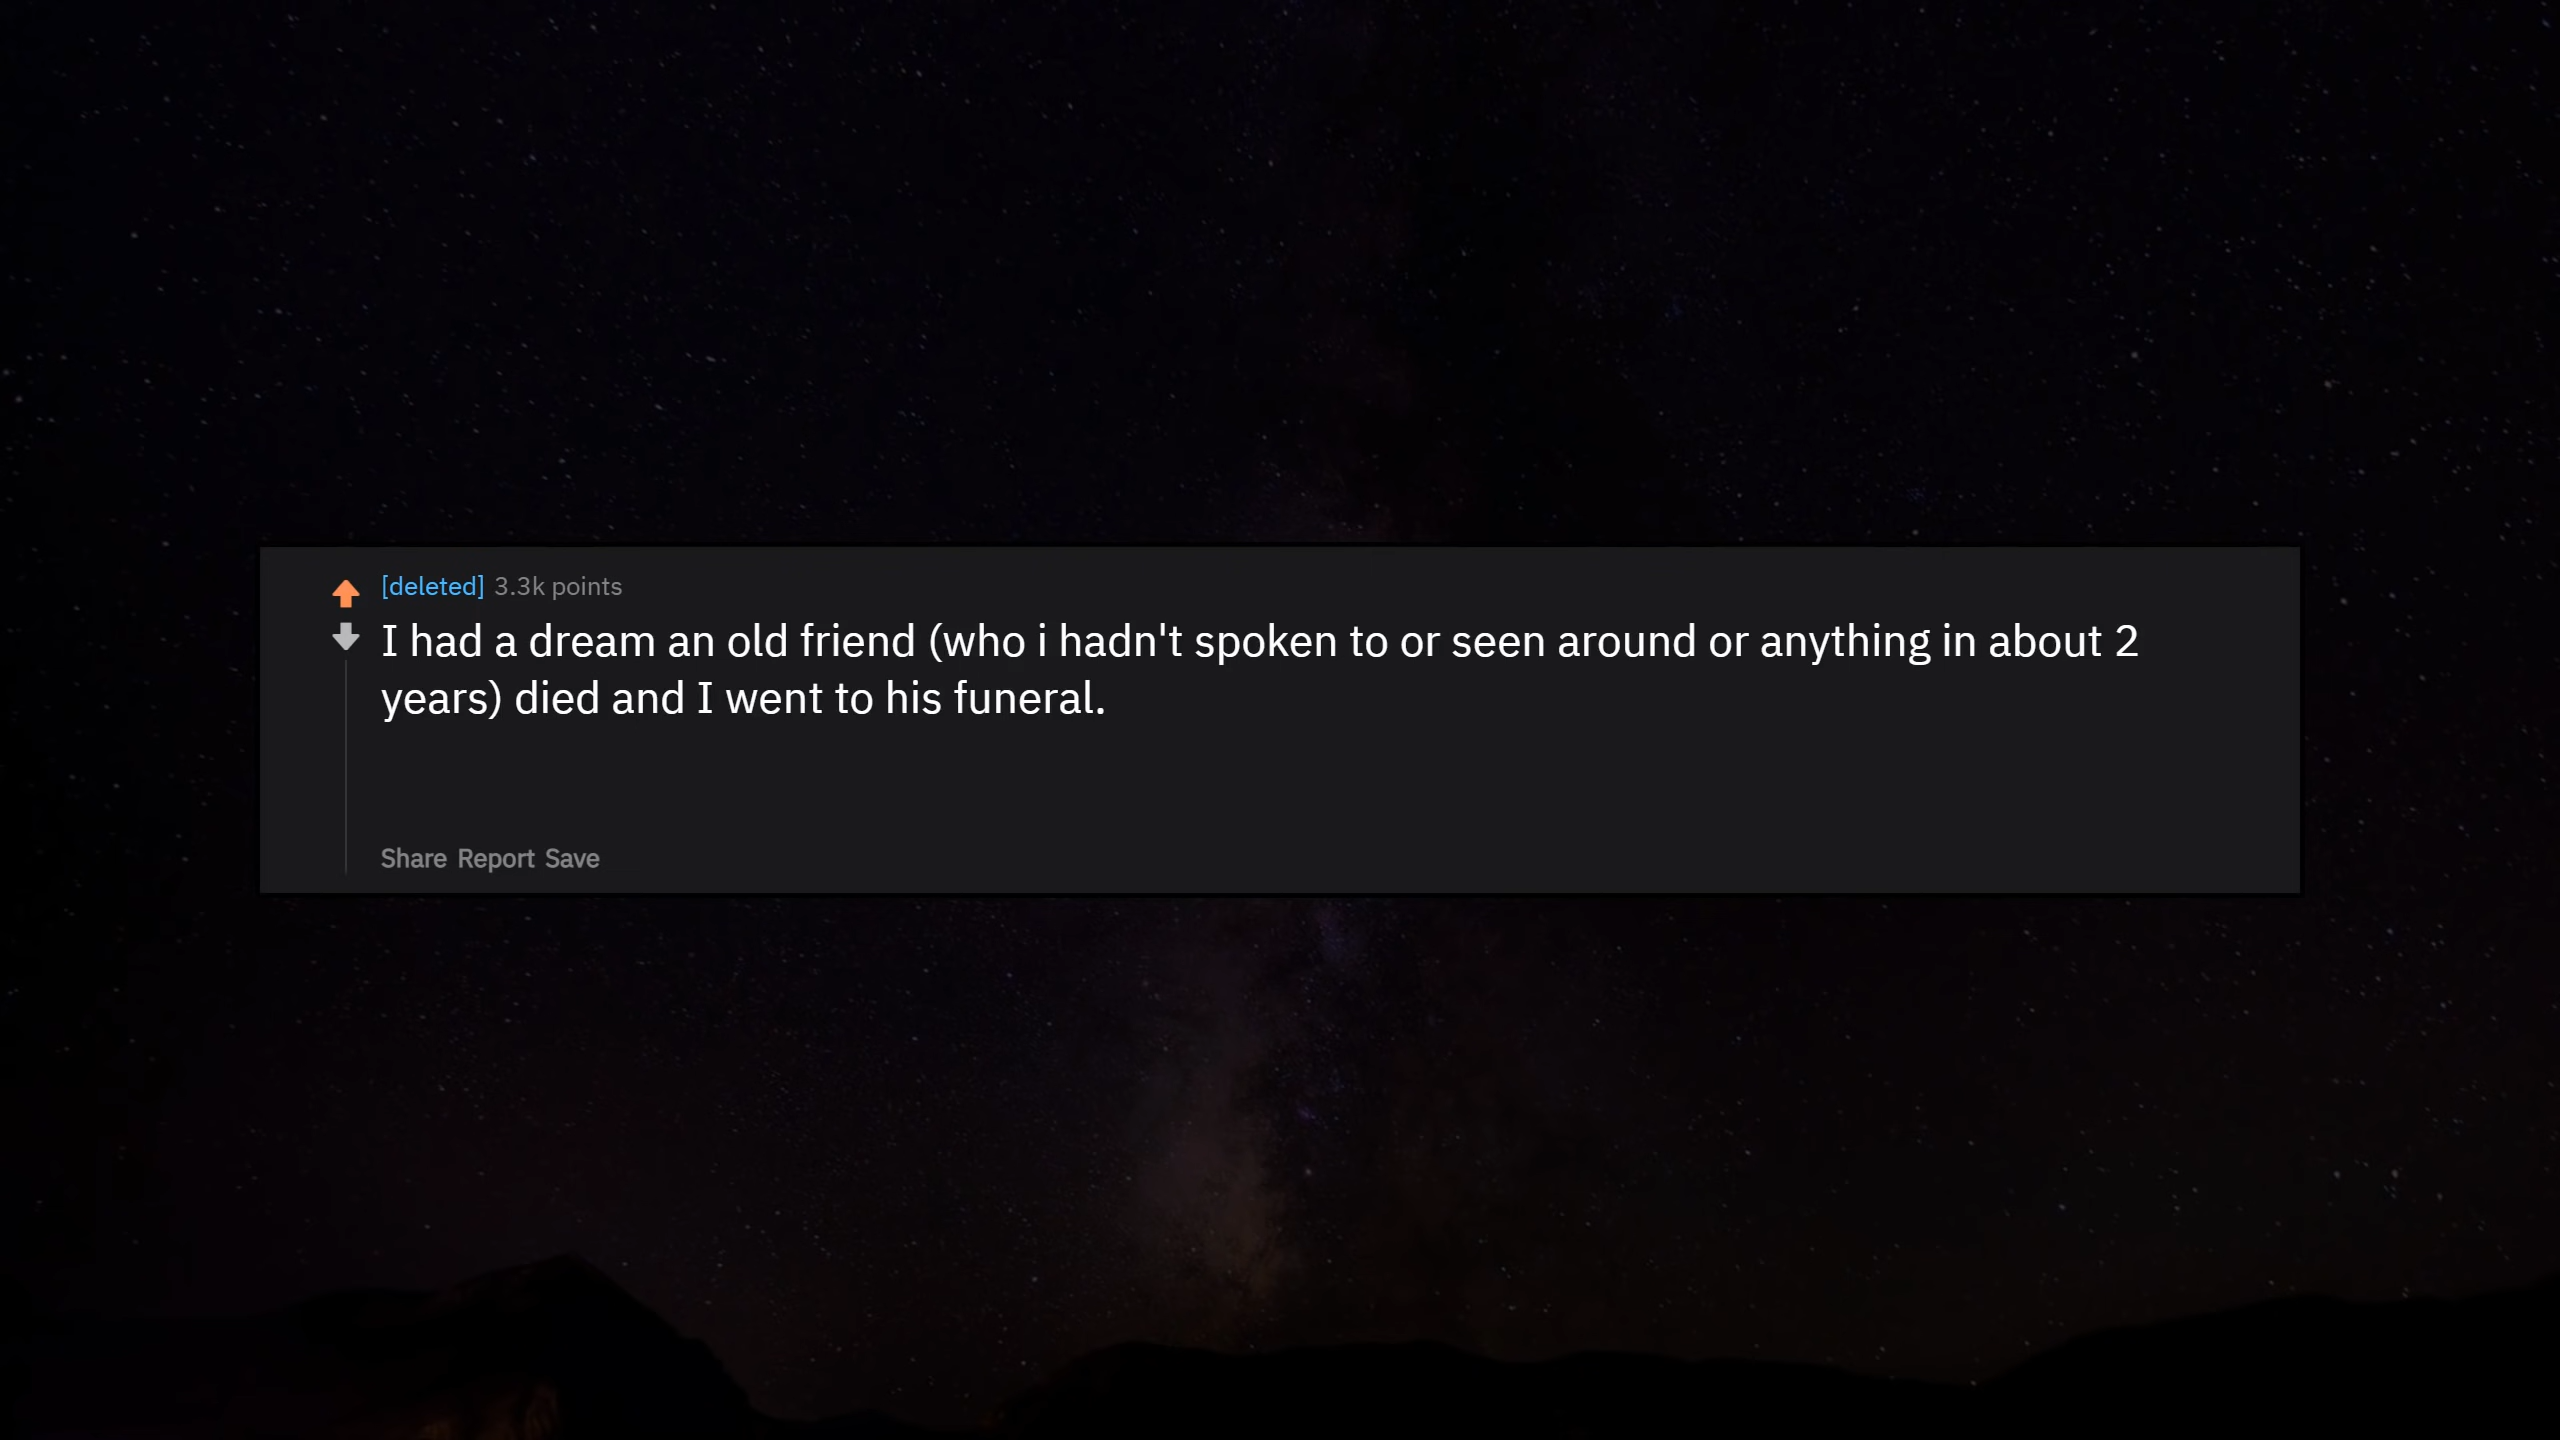 [deleted] 3.3k points
I had a dream an old friend (who i hadn't spoken to or seen around or anything in about 2
years) died and I went to his funeral.
Share Report Save